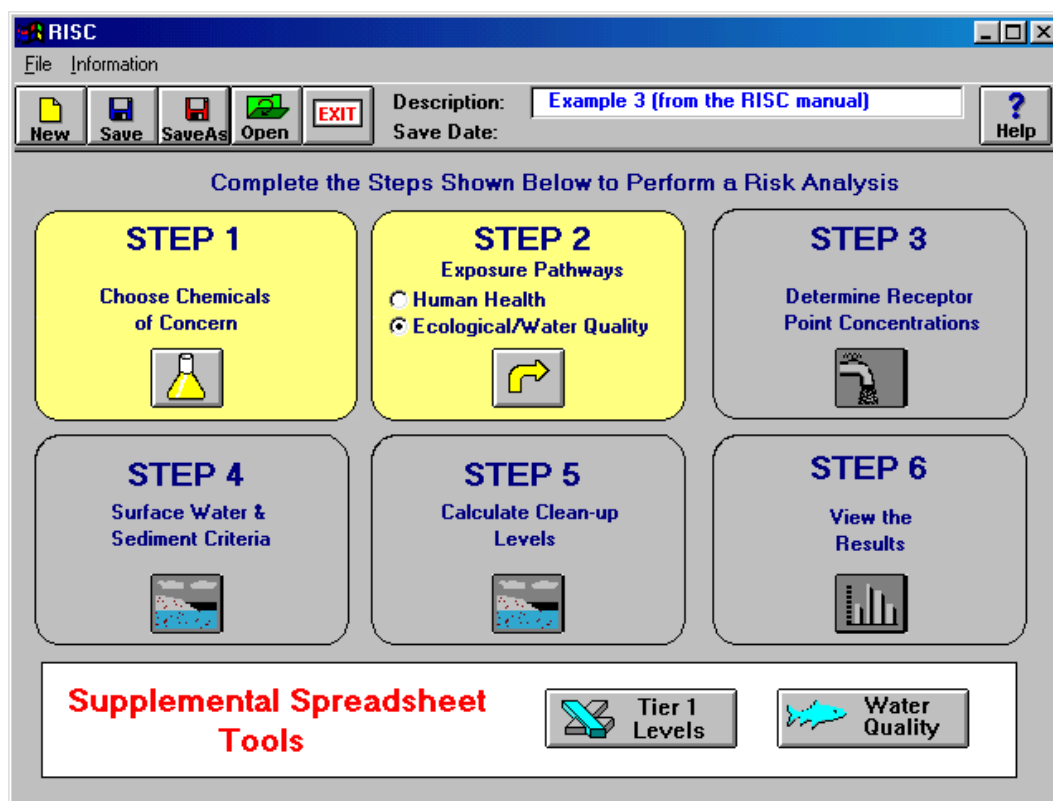 RISC
File Information
New Save SaveAs Open EXIT Description: Example 3 (from the RISC manual) ? Help
Save Date:
Complete the Steps Shown Below to Perform a Risk Analysis
STEP 1
Choose Chemicals
of Concern
STEP 2
Exposure Pathways
Human Health
Ecological/Water Quality
STEP 3
Determine Receptor
Point Concentrations
STEP 4
Surface Water &
Sediment Criteria
STEP 5
Calculate Clean-up
Levels
STEP 6
View the
Results
Supplemental Spreadsheet
Tools
Tier 1
Levels
Water
Quality